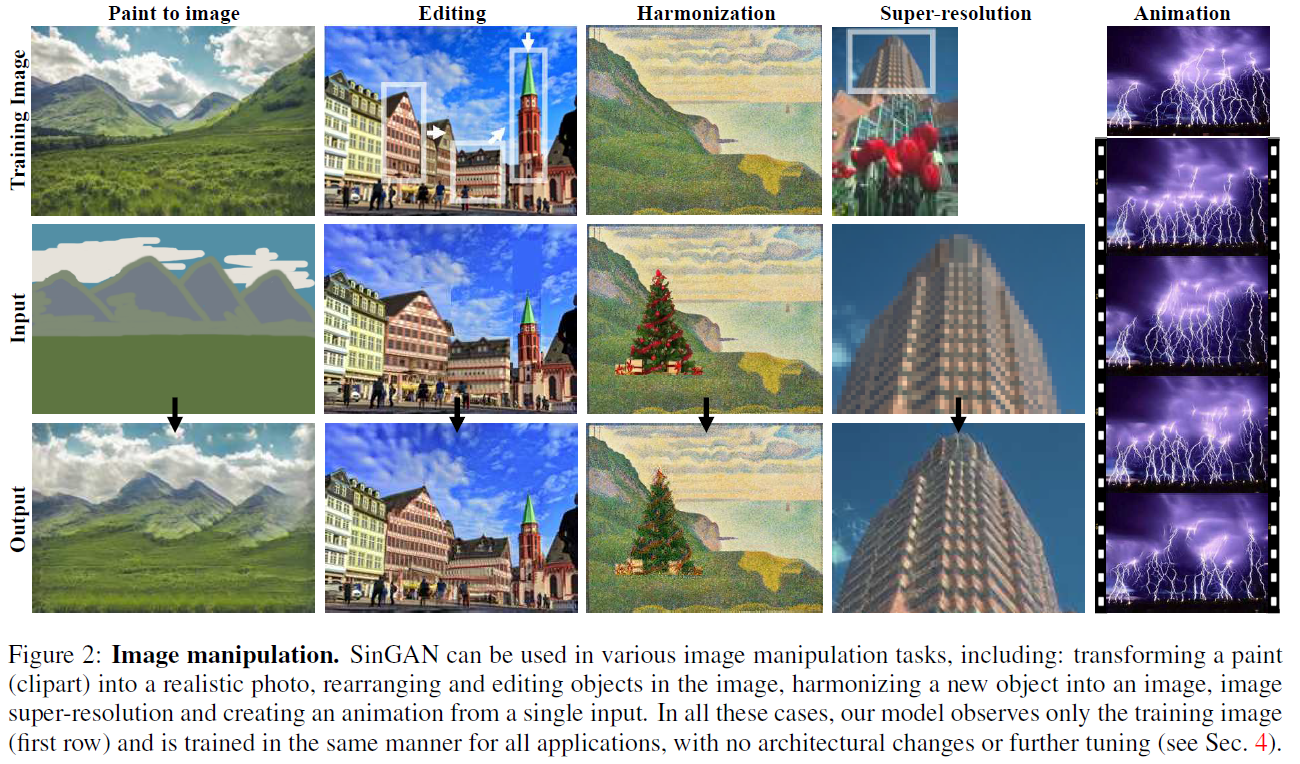 Paint to image
Editing
Harmonization
Super-resolution
Animation
Training Image
Input
Output
Figure 2: Image manipulation. SinGAN can be used in various image manipulation tasks, including: transforming a paint
(clipart) into a realistic photo, rearranging and editing objects in the image, harmonizing a new object into an image, image
super-resolution and creating an animation from a single input. In all these cases, our model observes only the training image
(first row) and is trained in the same manner for all applications, with no architectural changes or further tuning (see Sec. 4).